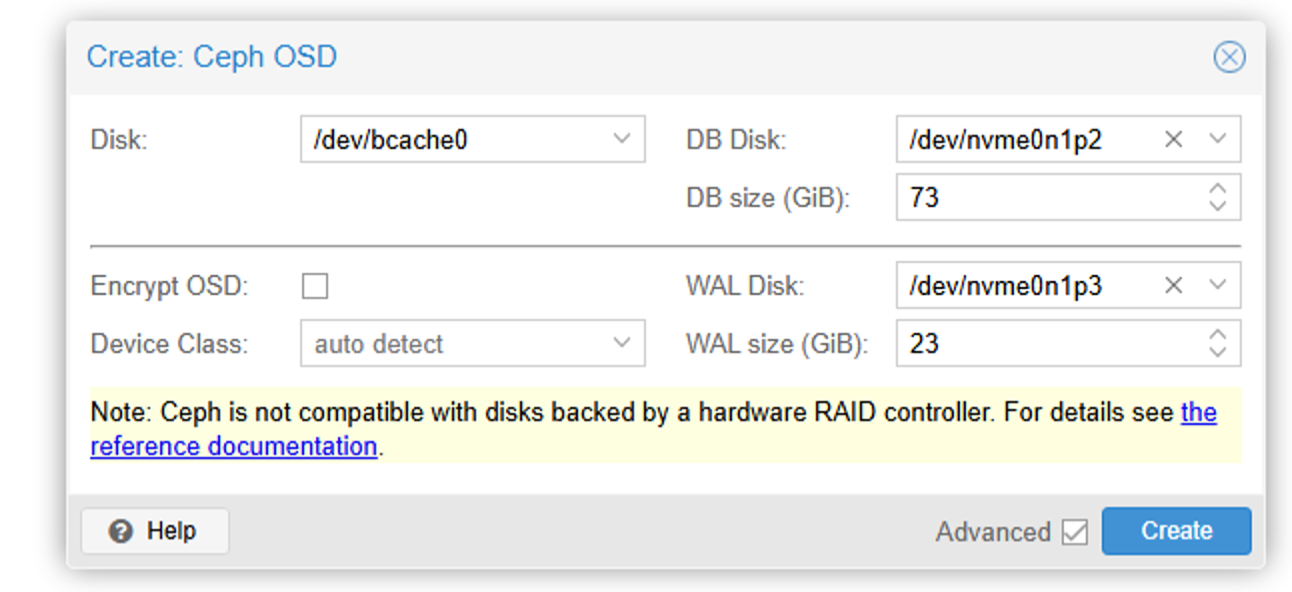 Create: Ceph OSD
Disk: /dev/bcache0 DB Disk: /dev/nvme0n1p2
DB size (GiB): 73
Encrypt OSD: WAL Disk: /dev/nvme0n1p3
Device Class: auto detect WAL size (GiB): 23
Note: Ceph is not compatible with disks backed by a hardware RAID controller. For details see the
reference documentation.
Help Advanced Create